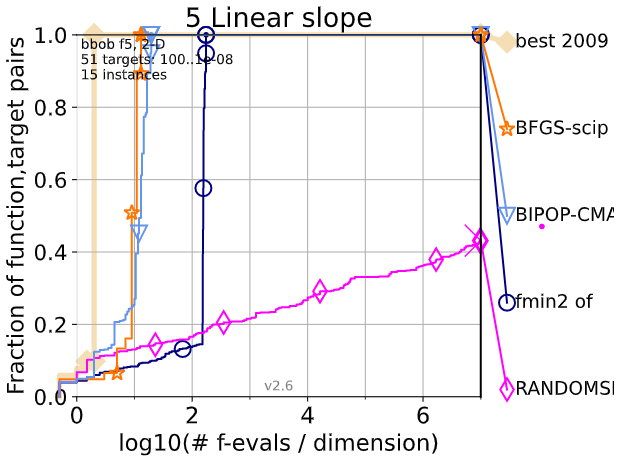 5 Linear slope
bbob f5, 2-D
51 targets: 100..1e-08
15 instances
Fraction of function,target pairs
1.0
0.8
0.6
0.4
0.2
0.0
0
2
4
6
log10(# f-evals / dimension)
v2.6
best 2009
BFGS-scip
BIPOP-CMA
fmin2 of
RANDOMS